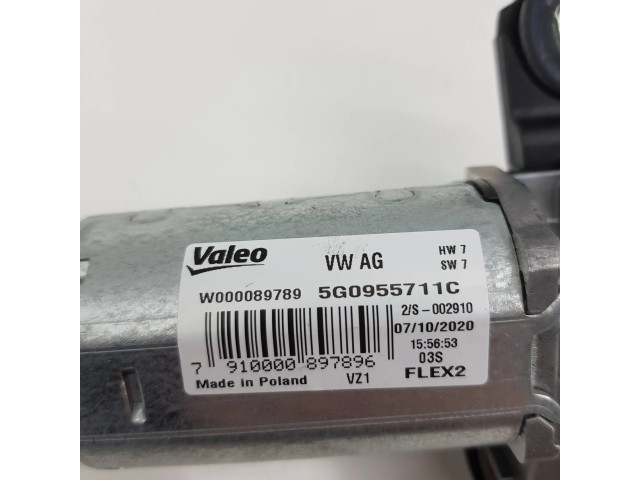 Valeo VW AG HW 7
SW 7
W000089789 5G0955711C
2/S-002910
07/10/2020
15:56:53
7 910000 897896 03S
Made in Poland VZ1 FLEX2